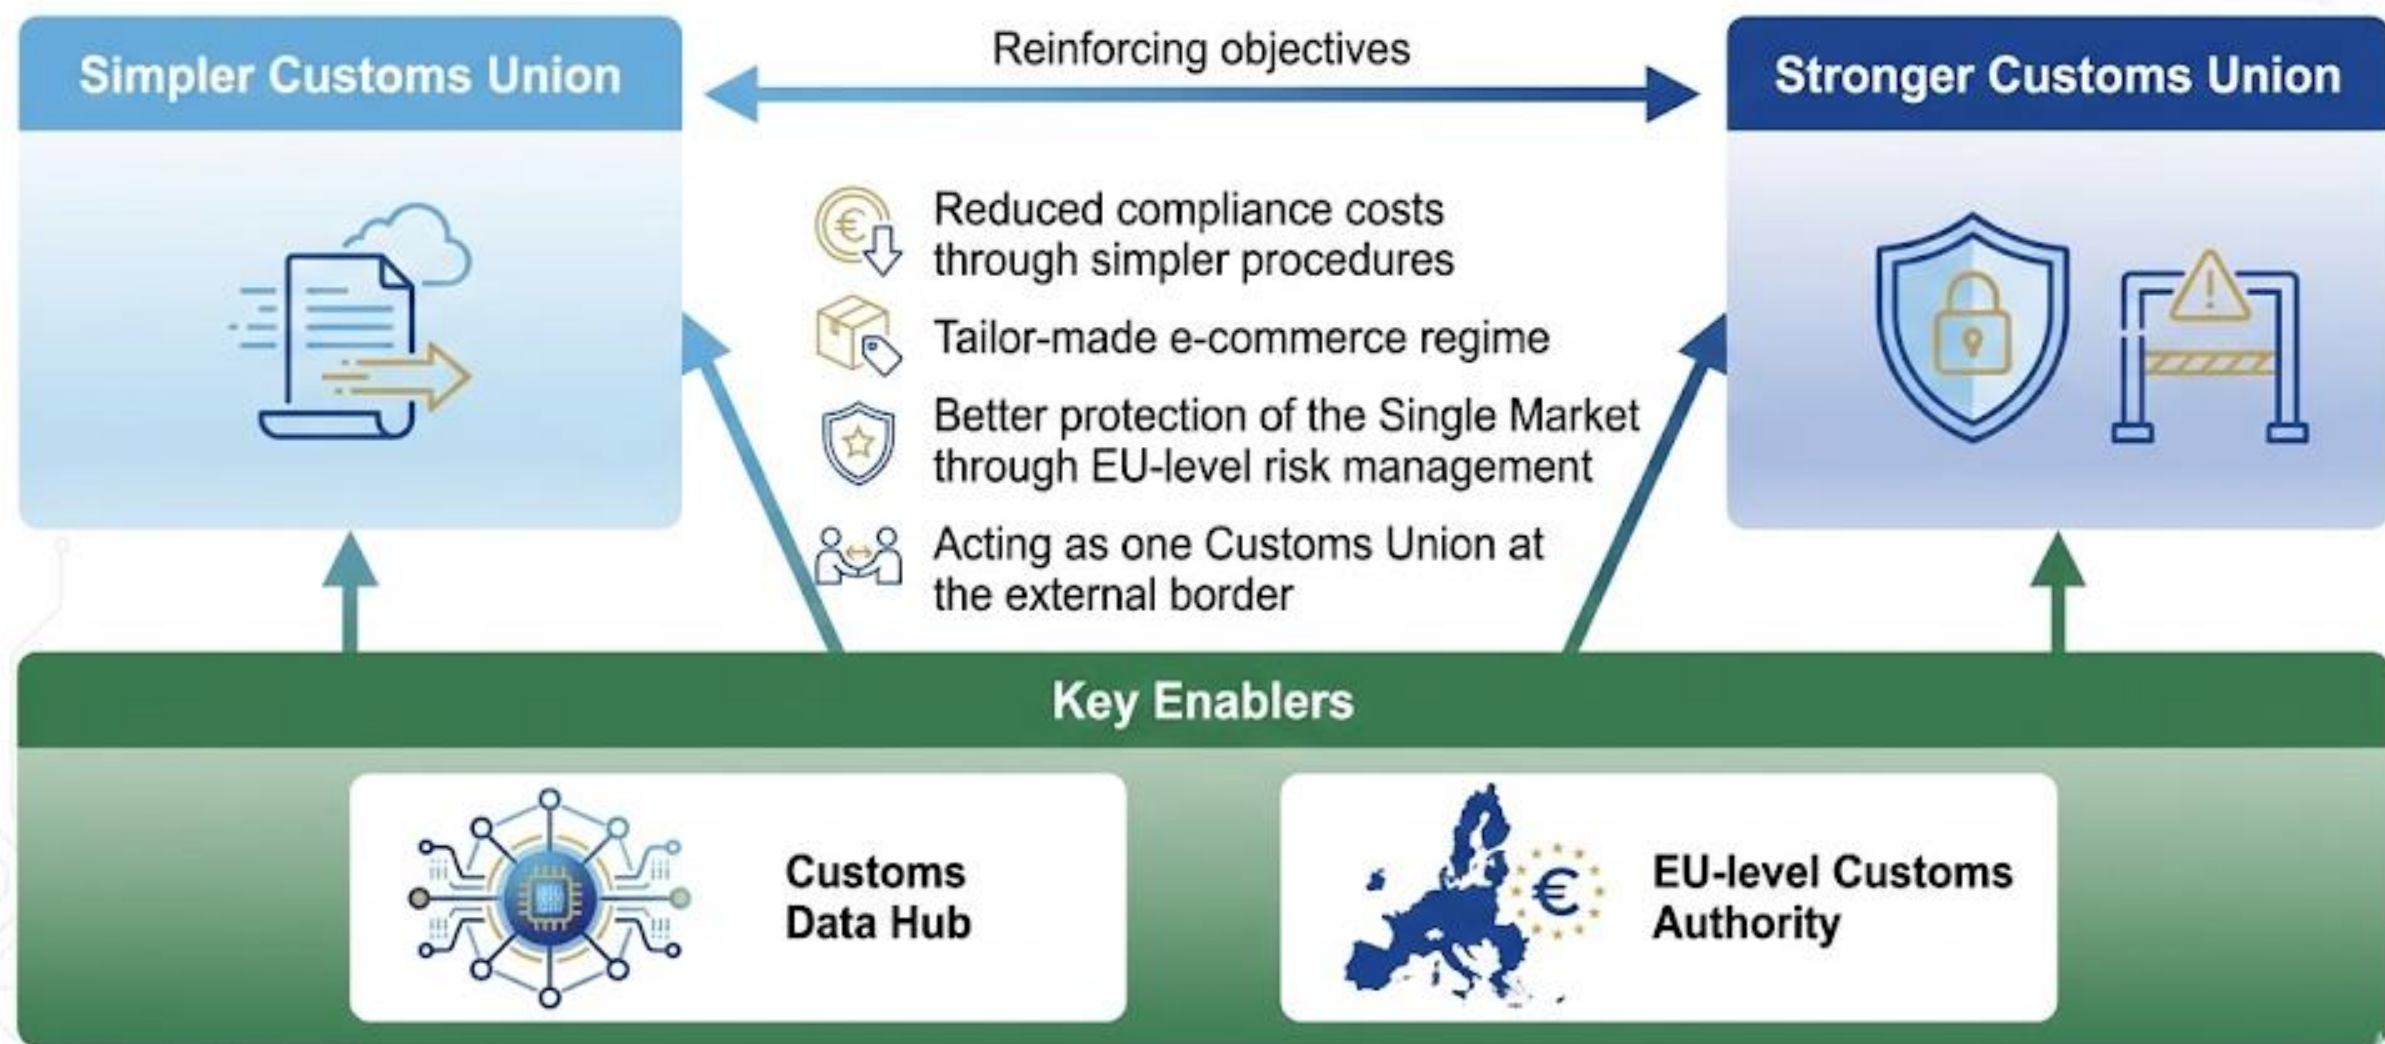 Simpler Customs Union
Reinforcing objectives
Stronger Customs Union
Reduced compliance costs
through simpler procedures
Tailor-made e-commerce regime
Better protection of the Single Market
through EU-level risk management
Acting as one Customs Union at
the external border
Key Enablers
Customs
Data Hub
EU-level Customs
Authority